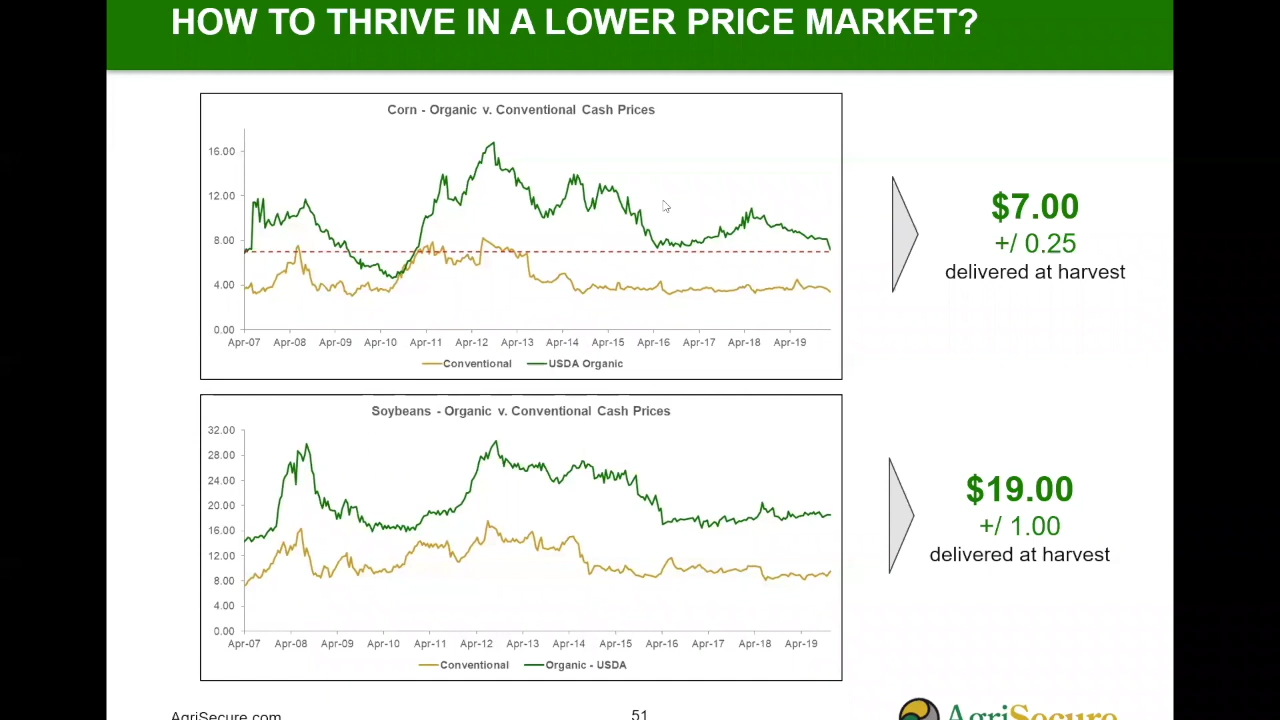 HOW TO THRIVE IN A LOWER PRICE MARKET?
Corn - Organic v. Conventional Cash Prices
16.00
12.00
8.00
4.00
0.00
Apr-07 Apr-08 Apr-09 Apr-10 Apr-11 Apr-12 Apr-13 Apr-14 Apr-15 Apr-16 Apr-17 Apr-18 Apr-19
Conventional USDA Organic
$7.00
+/ 0.25
delivered at harvest
Soybeans - Organic v. Conventional Cash Prices
32.00
28.00
24.00
20.00
16.00
12.00
8.00
4.00
0.00
Apr-07 Apr-08 Apr-09 Apr-10 Apr-11 Apr-12 Apr-13 Apr-14 Apr-15 Apr-16 Apr-17 Apr-18 Apr-19
Conventional Organic - USDA
$19.00
+/ 1.00
delivered at harvest
AgriSecure.com
51
AgriSecure